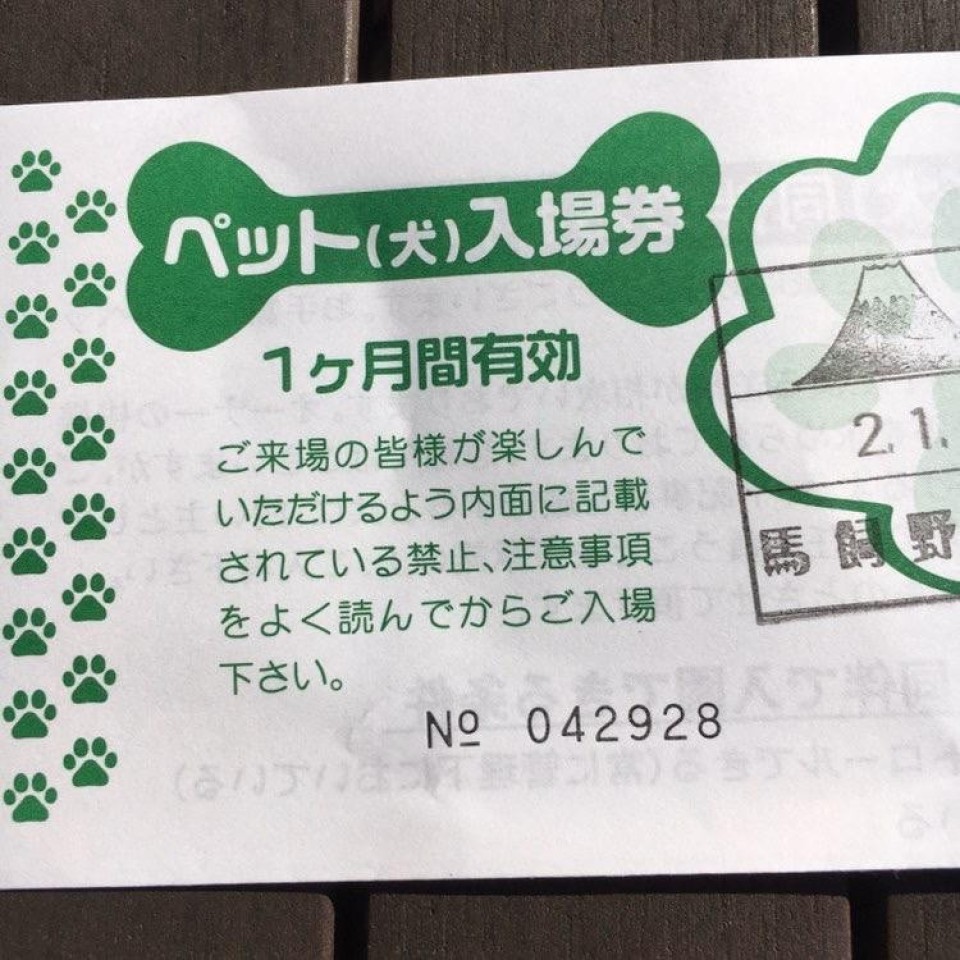 ペット(犬)入場券
1ヶ月間有効
ご来場の皆様が楽しんで
いただけるよう内面に記載
されている禁止、注意事項
をよく読んでからご入場
下さい。
2.1.
馬飼野
№ 042928